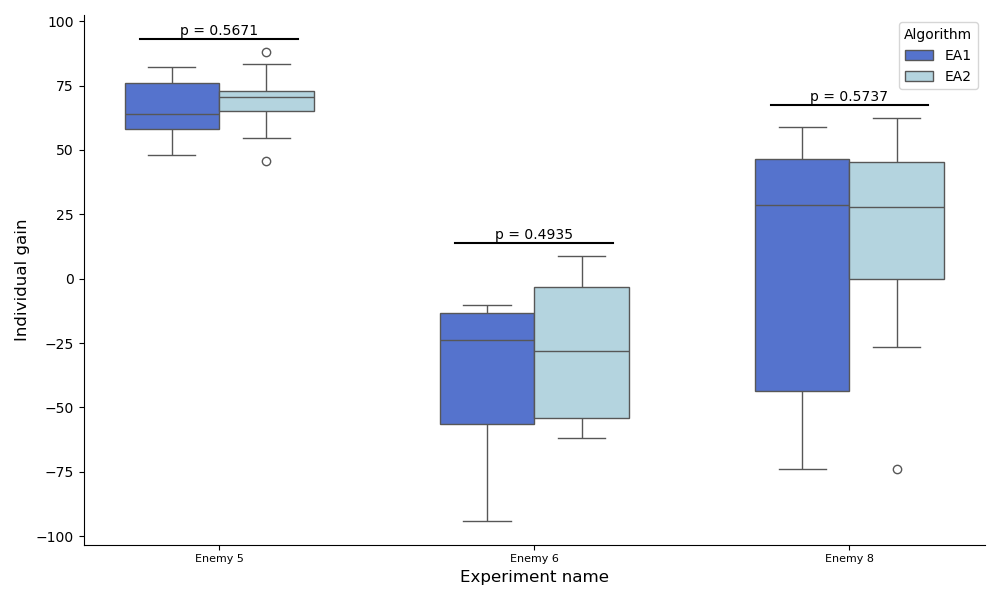 100
75
50
25
0
−25
−50
−75
−100
Individual gain
p = 0.5671
p = 0.4935
p = 0.5737
Algorithm
EA1
EA2
Enemy 5
Enemy 6
Enemy 8
Experiment name